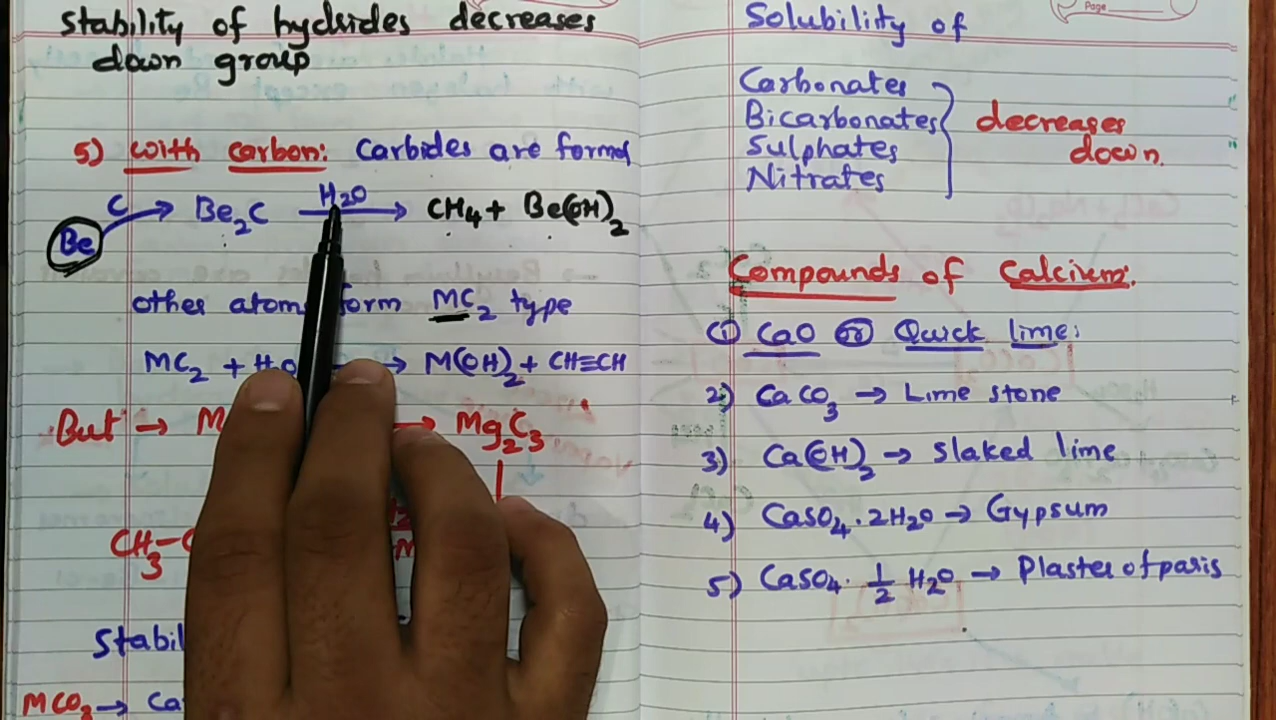 Stability of hydrides decreases
down group
5) with carbon: Carbides are formed
Be C→ Be₂C H₂O→ CH₄ + Be(OH)₂
other atoms form MC₂ type
MC₂ + H₂O → M(OH)₂ + CH≡CH
But → → Mg₂C₃
CH₃-
MCO₃ →
Page
Solubility of
Carbonates
Bicarbonates
Sulphates
Nitrates
decreases
down.
Compounds of Calcium:
(1) CaO or Quick lime:
2) CaCO₃ → Lime stone
3) Ca(OH)₂ → Slaked lime
4) CaSO₄.2H₂O → Gypsum
5) CaSO₄. 1/2 H₂O → Plaster of paris